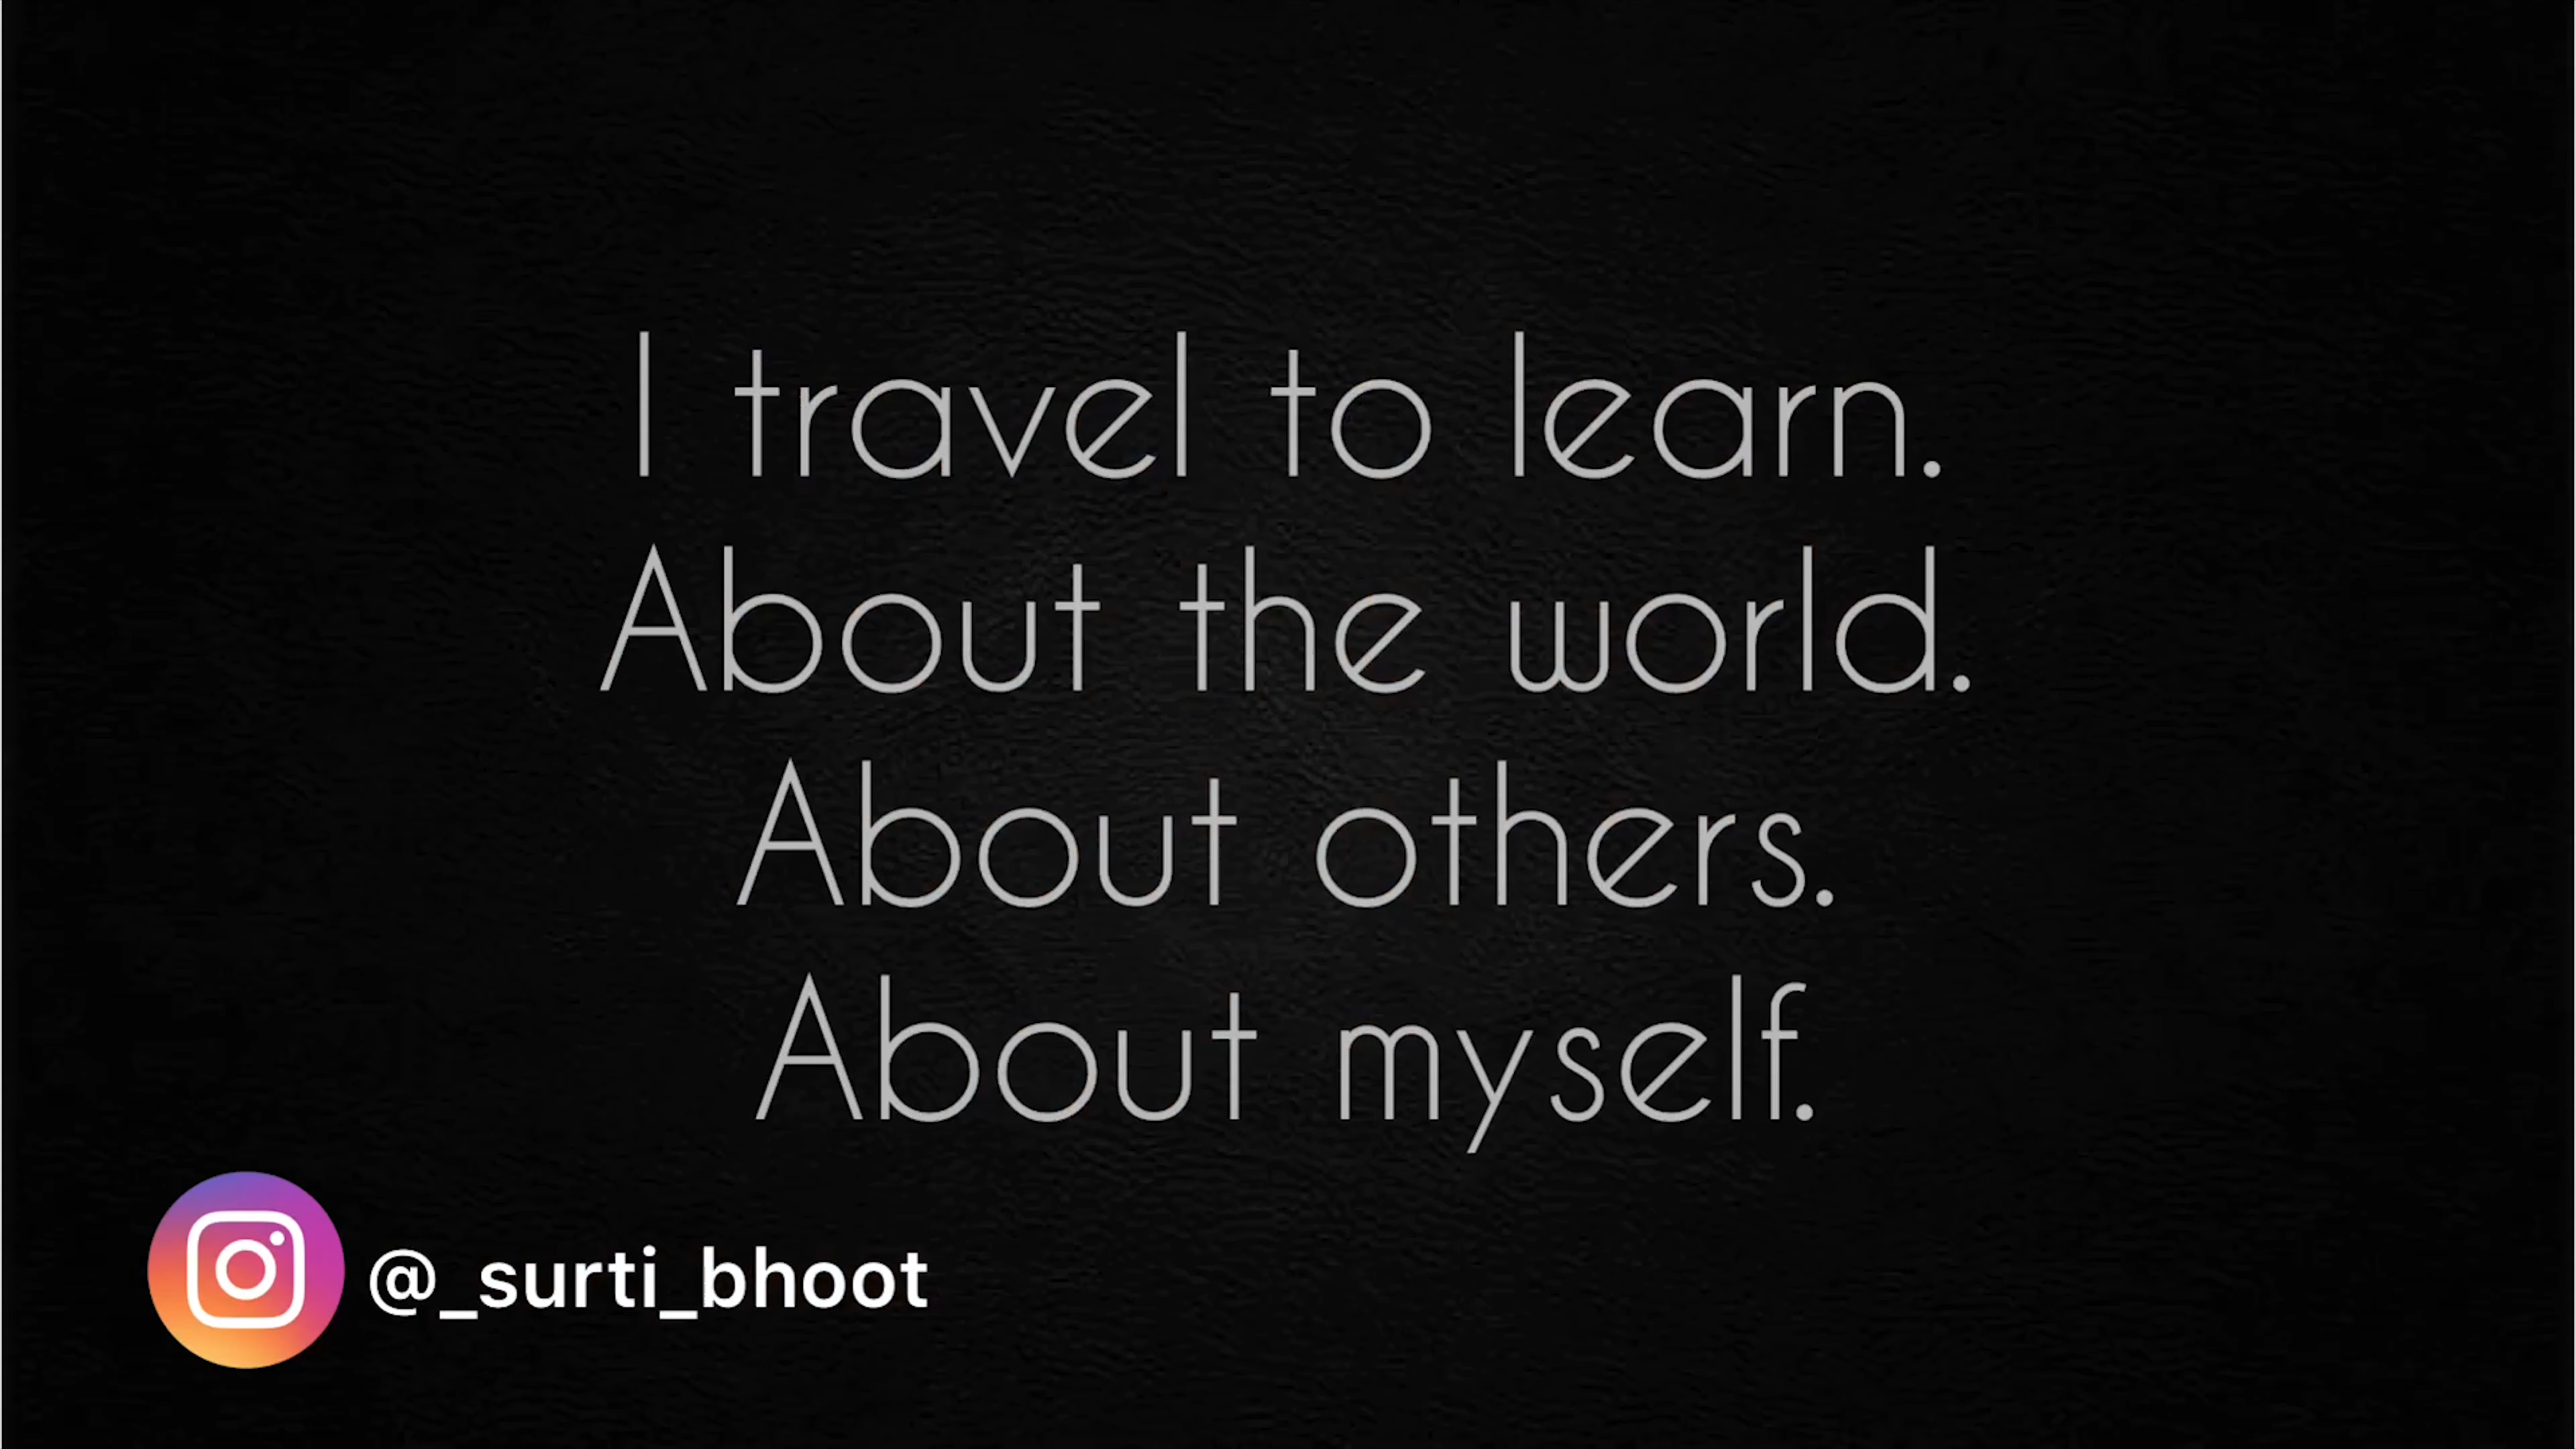 I travel to learn.
About the world.
About others.
About myself.
@_surti_bhoot